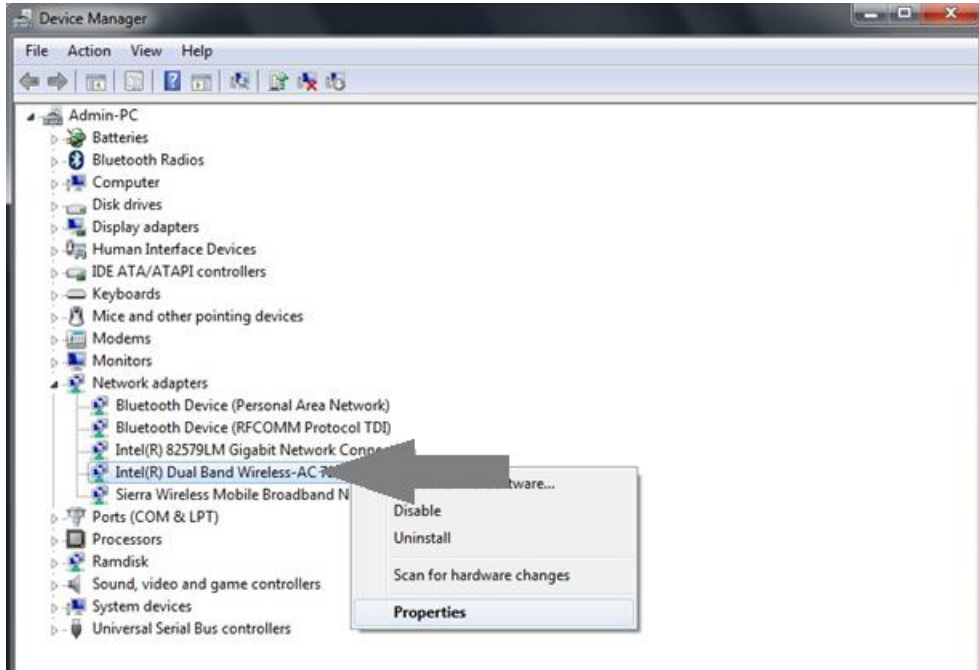 Device Manager
File Action View Help
Admin-PC
Batteries
Bluetooth Radios
Computer
Disk drives
Display adapters
Human Interface Devices
IDE ATA/ATAPI controllers
Keyboards
Mice and other pointing devices
Modems
Monitors
Network adapters
Bluetooth Device (Personal Area Network)
Bluetooth Device (RFCOMM Protocol TDI)
Intel(R) 82579LM Gigabit Network
Intel(R) Dual Band Wireless-AC
Sierra Wireless Mobile Broadband N
Disable
Ports (COM & LPT)
Uninstall
Processors
Ramdisk
Scan for hardware changes
Sound, video and game controllers
System devices
Properties
Universal Serial Bus controllers